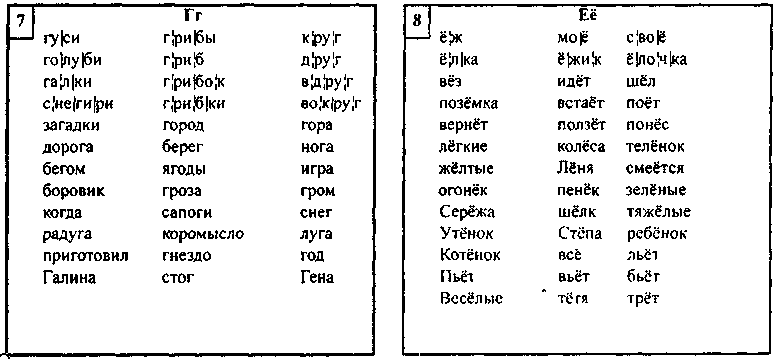 7
Гг
гу|си г¦ри|бы к¦ру¦г
го|лу|би г¦ри¦б д¦ру¦г
га|л¦ки г¦ри|бо¦к в¦д¦ру¦г
с¦не|ги|ри г¦ри¦б|ки во|к¦ру¦г
загадки город гора
дорога берег нога
бегом ягоды игра
боровик гроза гром
когда сапоги снег
радуга коромысло луга
приготовил гнездо год
Галина стог Гена
8
Её
ё¦ж мо|ё с¦во|ё
ё¦л|ка ё|жи¦к ё|ло|ч¦ка
вёз идёт шёл
позёмка встаёт поёт
вернёт ползёт понёс
лёгкие колёса телёнок
жёлтые Лёня смеётся
огонёк пенёк зелёные
Серёжа шёлк тяжёлые
Утёнок Стёпа ребёнок
Котёнок всё льёт
Пьёт вьёт бьёт
Весёлые тётя трёт